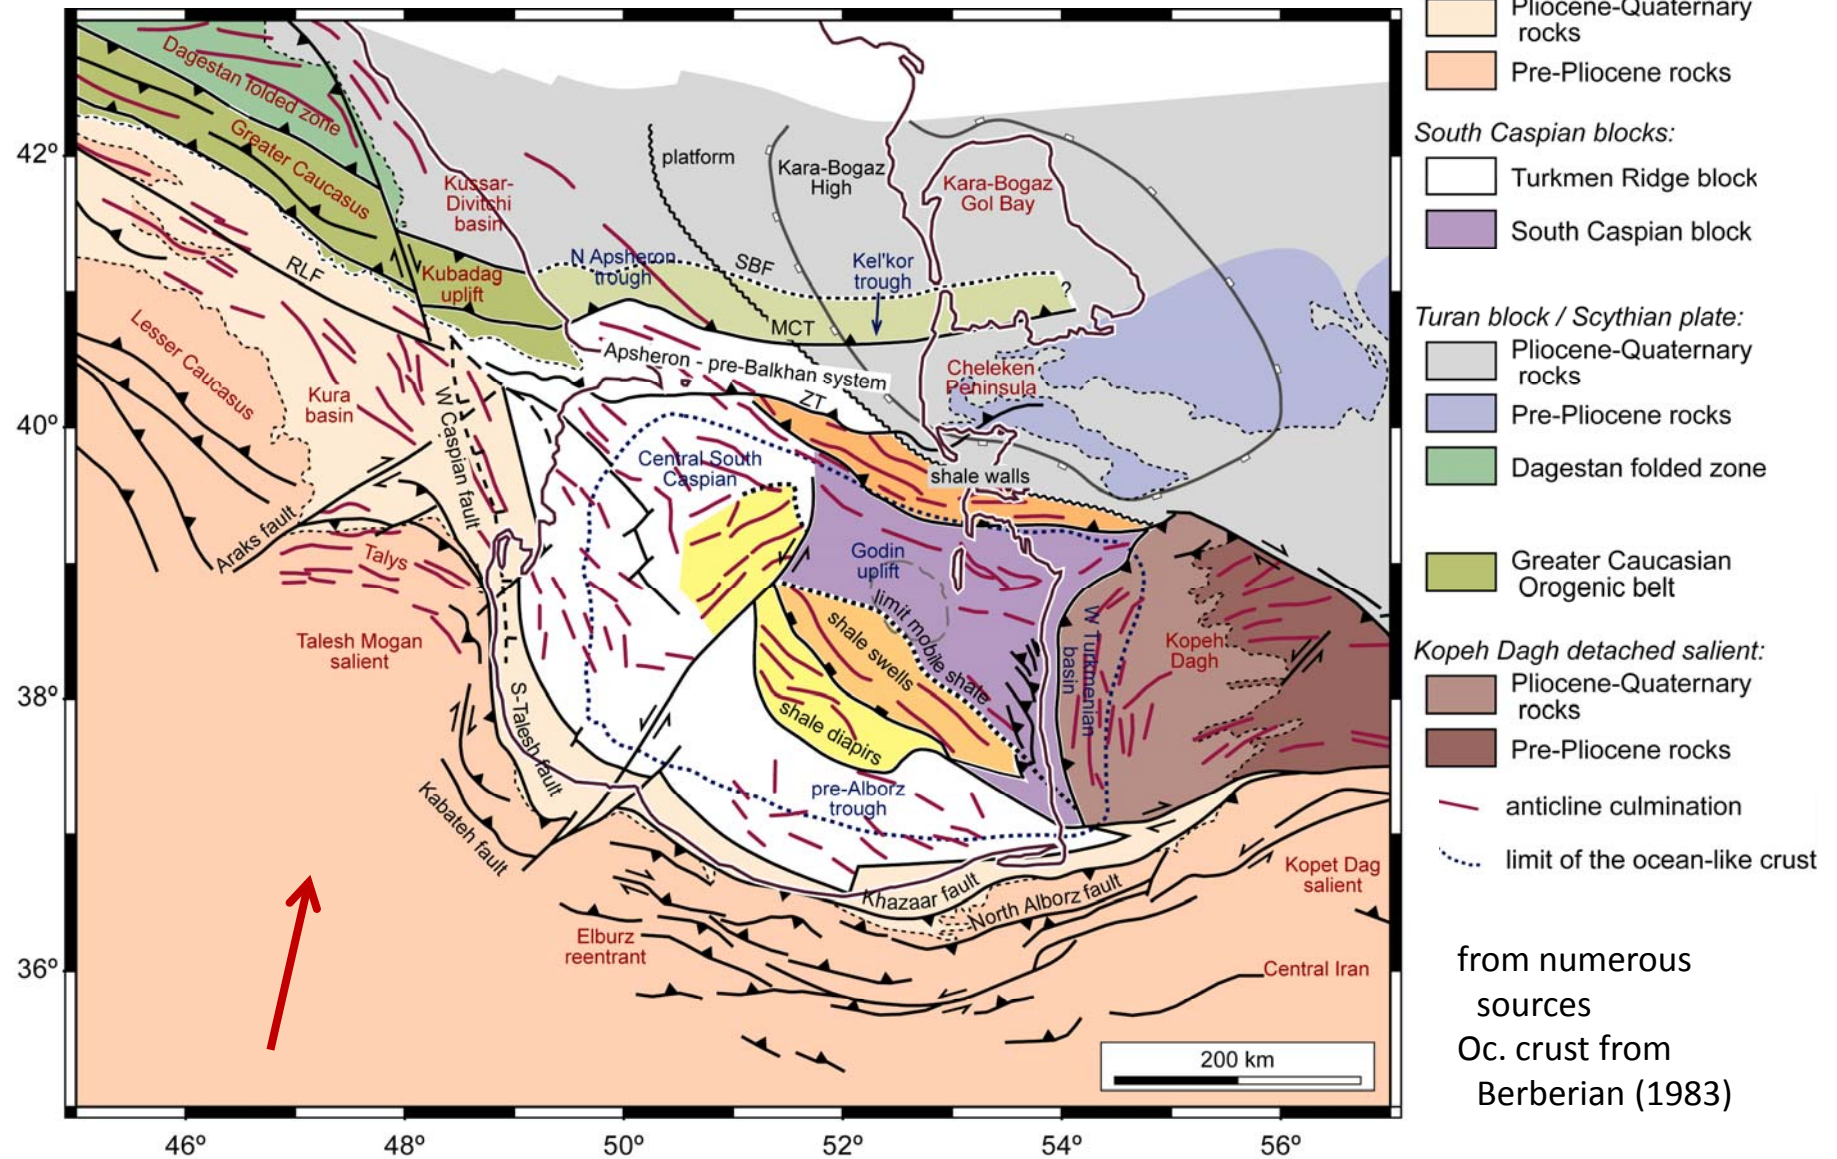 Dagestan folded zone
Greater Caucasus
Kussar-
Divitchi
basin
platform
Kara-Bogaz
High
Kara-Bogaz
Gol Bay
RLF
Kubadag
uplift
N Apsheron
trough
SBF
Kel'kor
trough
?
MCT
Lesser Caucasus
Kura
basin
W Caspian fault
Apsheron - pre-Balkhan system
ZT
Cheleken
Peninsula
Central South
Caspian
shale walls
Araks fault
Talys
Godin
uplift
Talesh Mogan
salient
limit mobile shale
shale swells
W Turkmenian
basin
Kopeh
Dagh
S-Talesh fault
shale diapirs
pre-Alborz
trough
Kabateh fault
Khazaar fault
North Alborz fault
Kopet Dag
salient
Elburz
reentrant
Central Iran
200 km
42º
40º
38º
36º
46º
48º
50º
52º
54º
56º
Pliocene-Quaternary
rocks
Pre-Pliocene rocks
South Caspian blocks:
Turkmen Ridge block
South Caspian block
Turan block / Scythian plate:
Pliocene-Quaternary
rocks
Pre-Pliocene rocks
Dagestan folded zone
Greater Caucasian
Orogenic belt
Kopeh Dagh detached salient:
Pliocene-Quaternary
rocks
Pre-Pliocene rocks
anticline culmination
limit of the ocean-like crust
from numerous
sources
Oc. crust from
Berberian (1983)